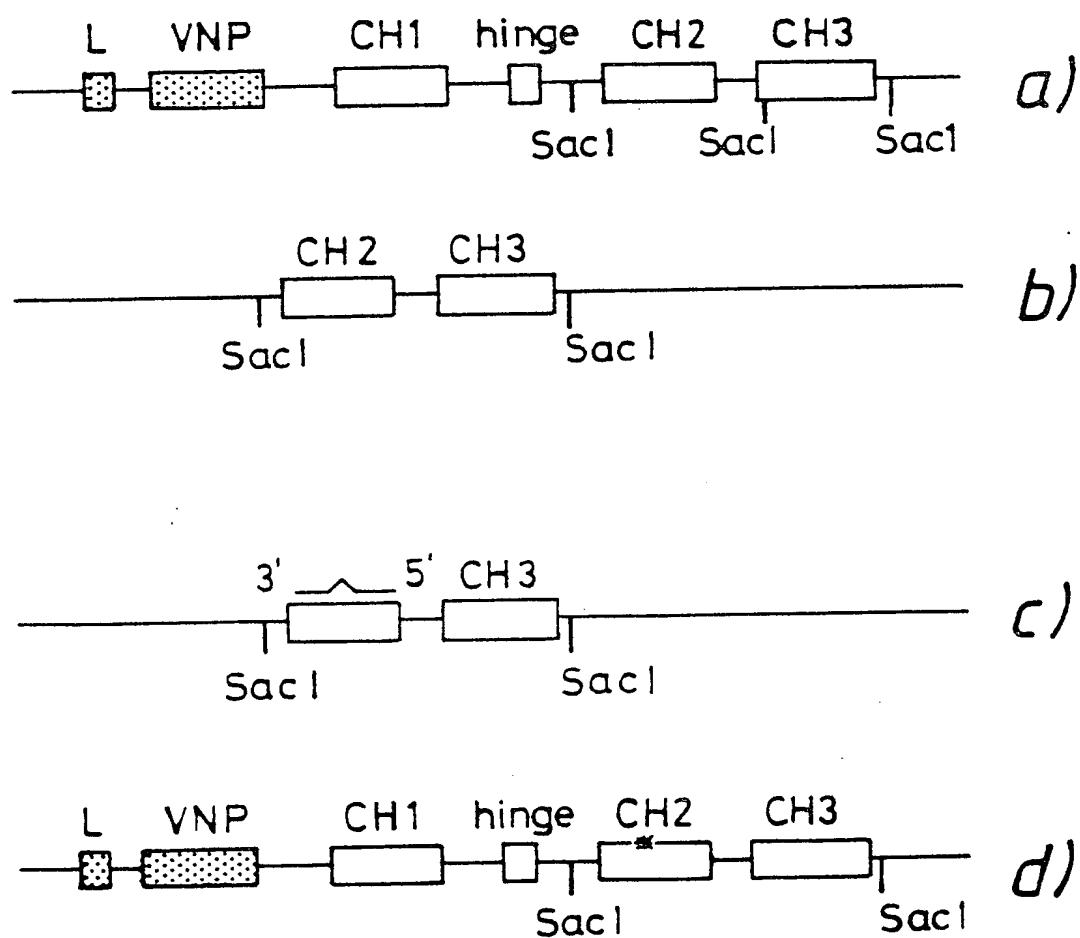 L VNP CH1 hinge CH2 CH3
a)
SacI SacI Sac1
CH2 CH3
b)
SacI SacI
3' 5' CH3
c)
SacI SacI
L VNP CH1 hinge CH2 CH3
*
d)
SacI SacI